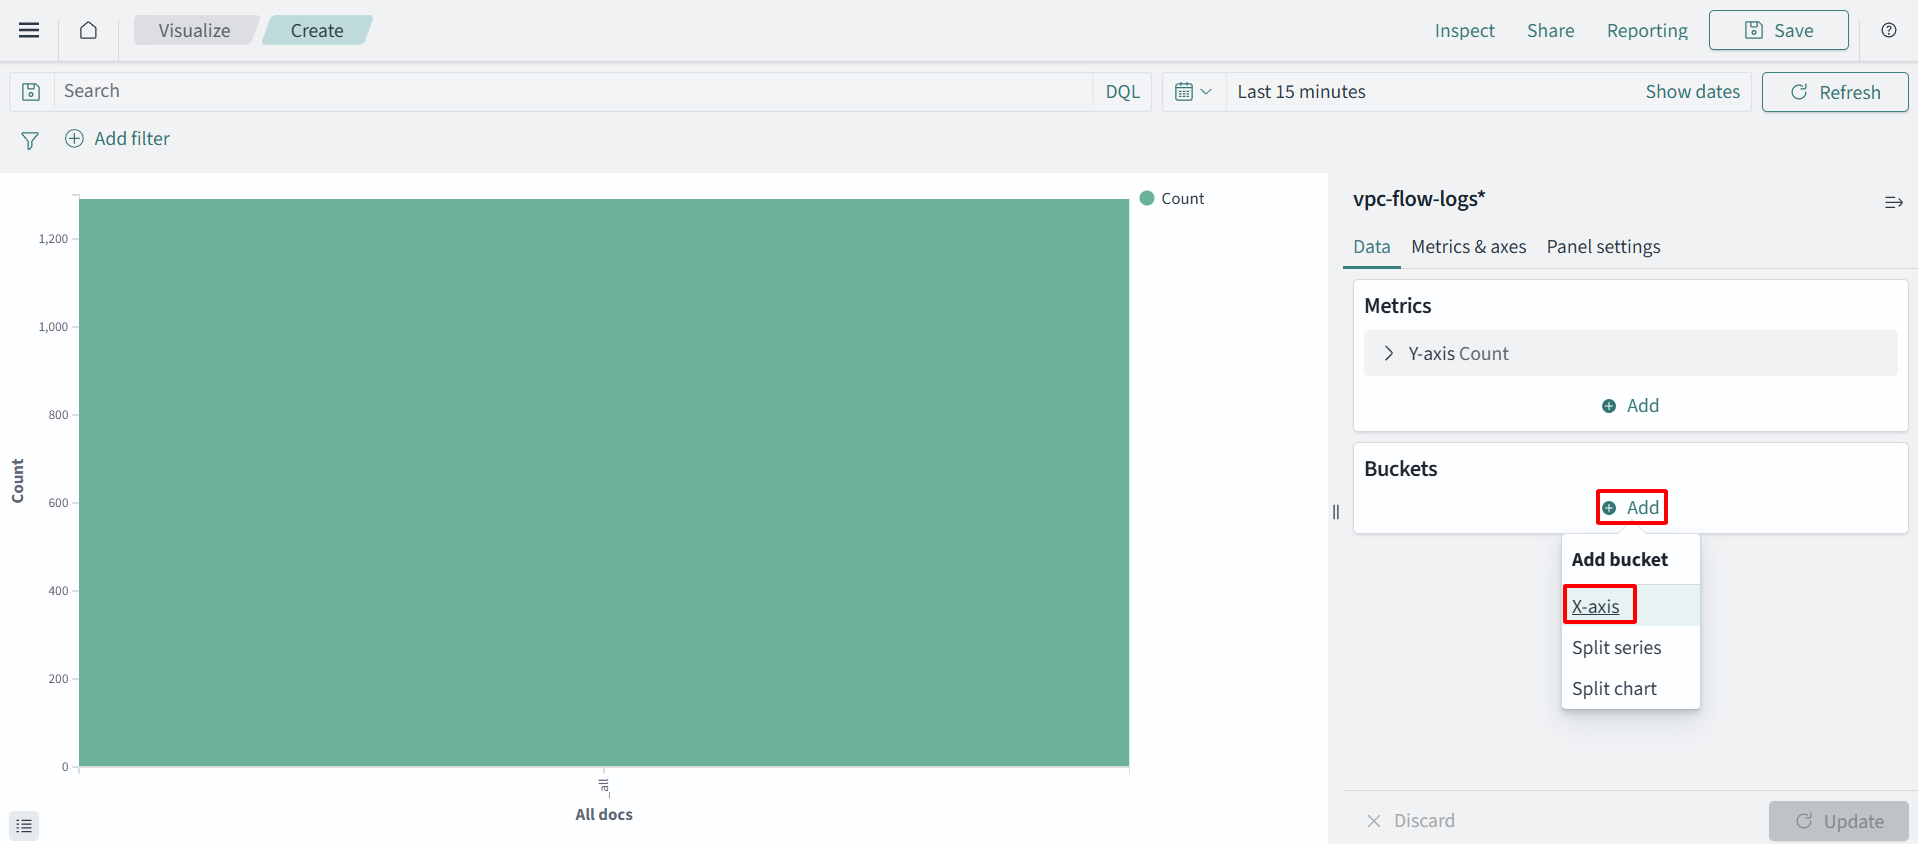 Visualize
Create
Inspect
Share
Reporting
Save
Search
DQL
Last 15 minutes
Show dates
Refresh
Add filter
Count
1,200
1,000
800
600
400
200
0
Count
_all
All docs
vpc-flow-logs*
Data
Metrics & axes
Panel settings
Metrics
Y-axis Count
Add
Buckets
Add
Add bucket
X-axis
Split series
Split chart
Discard
Update